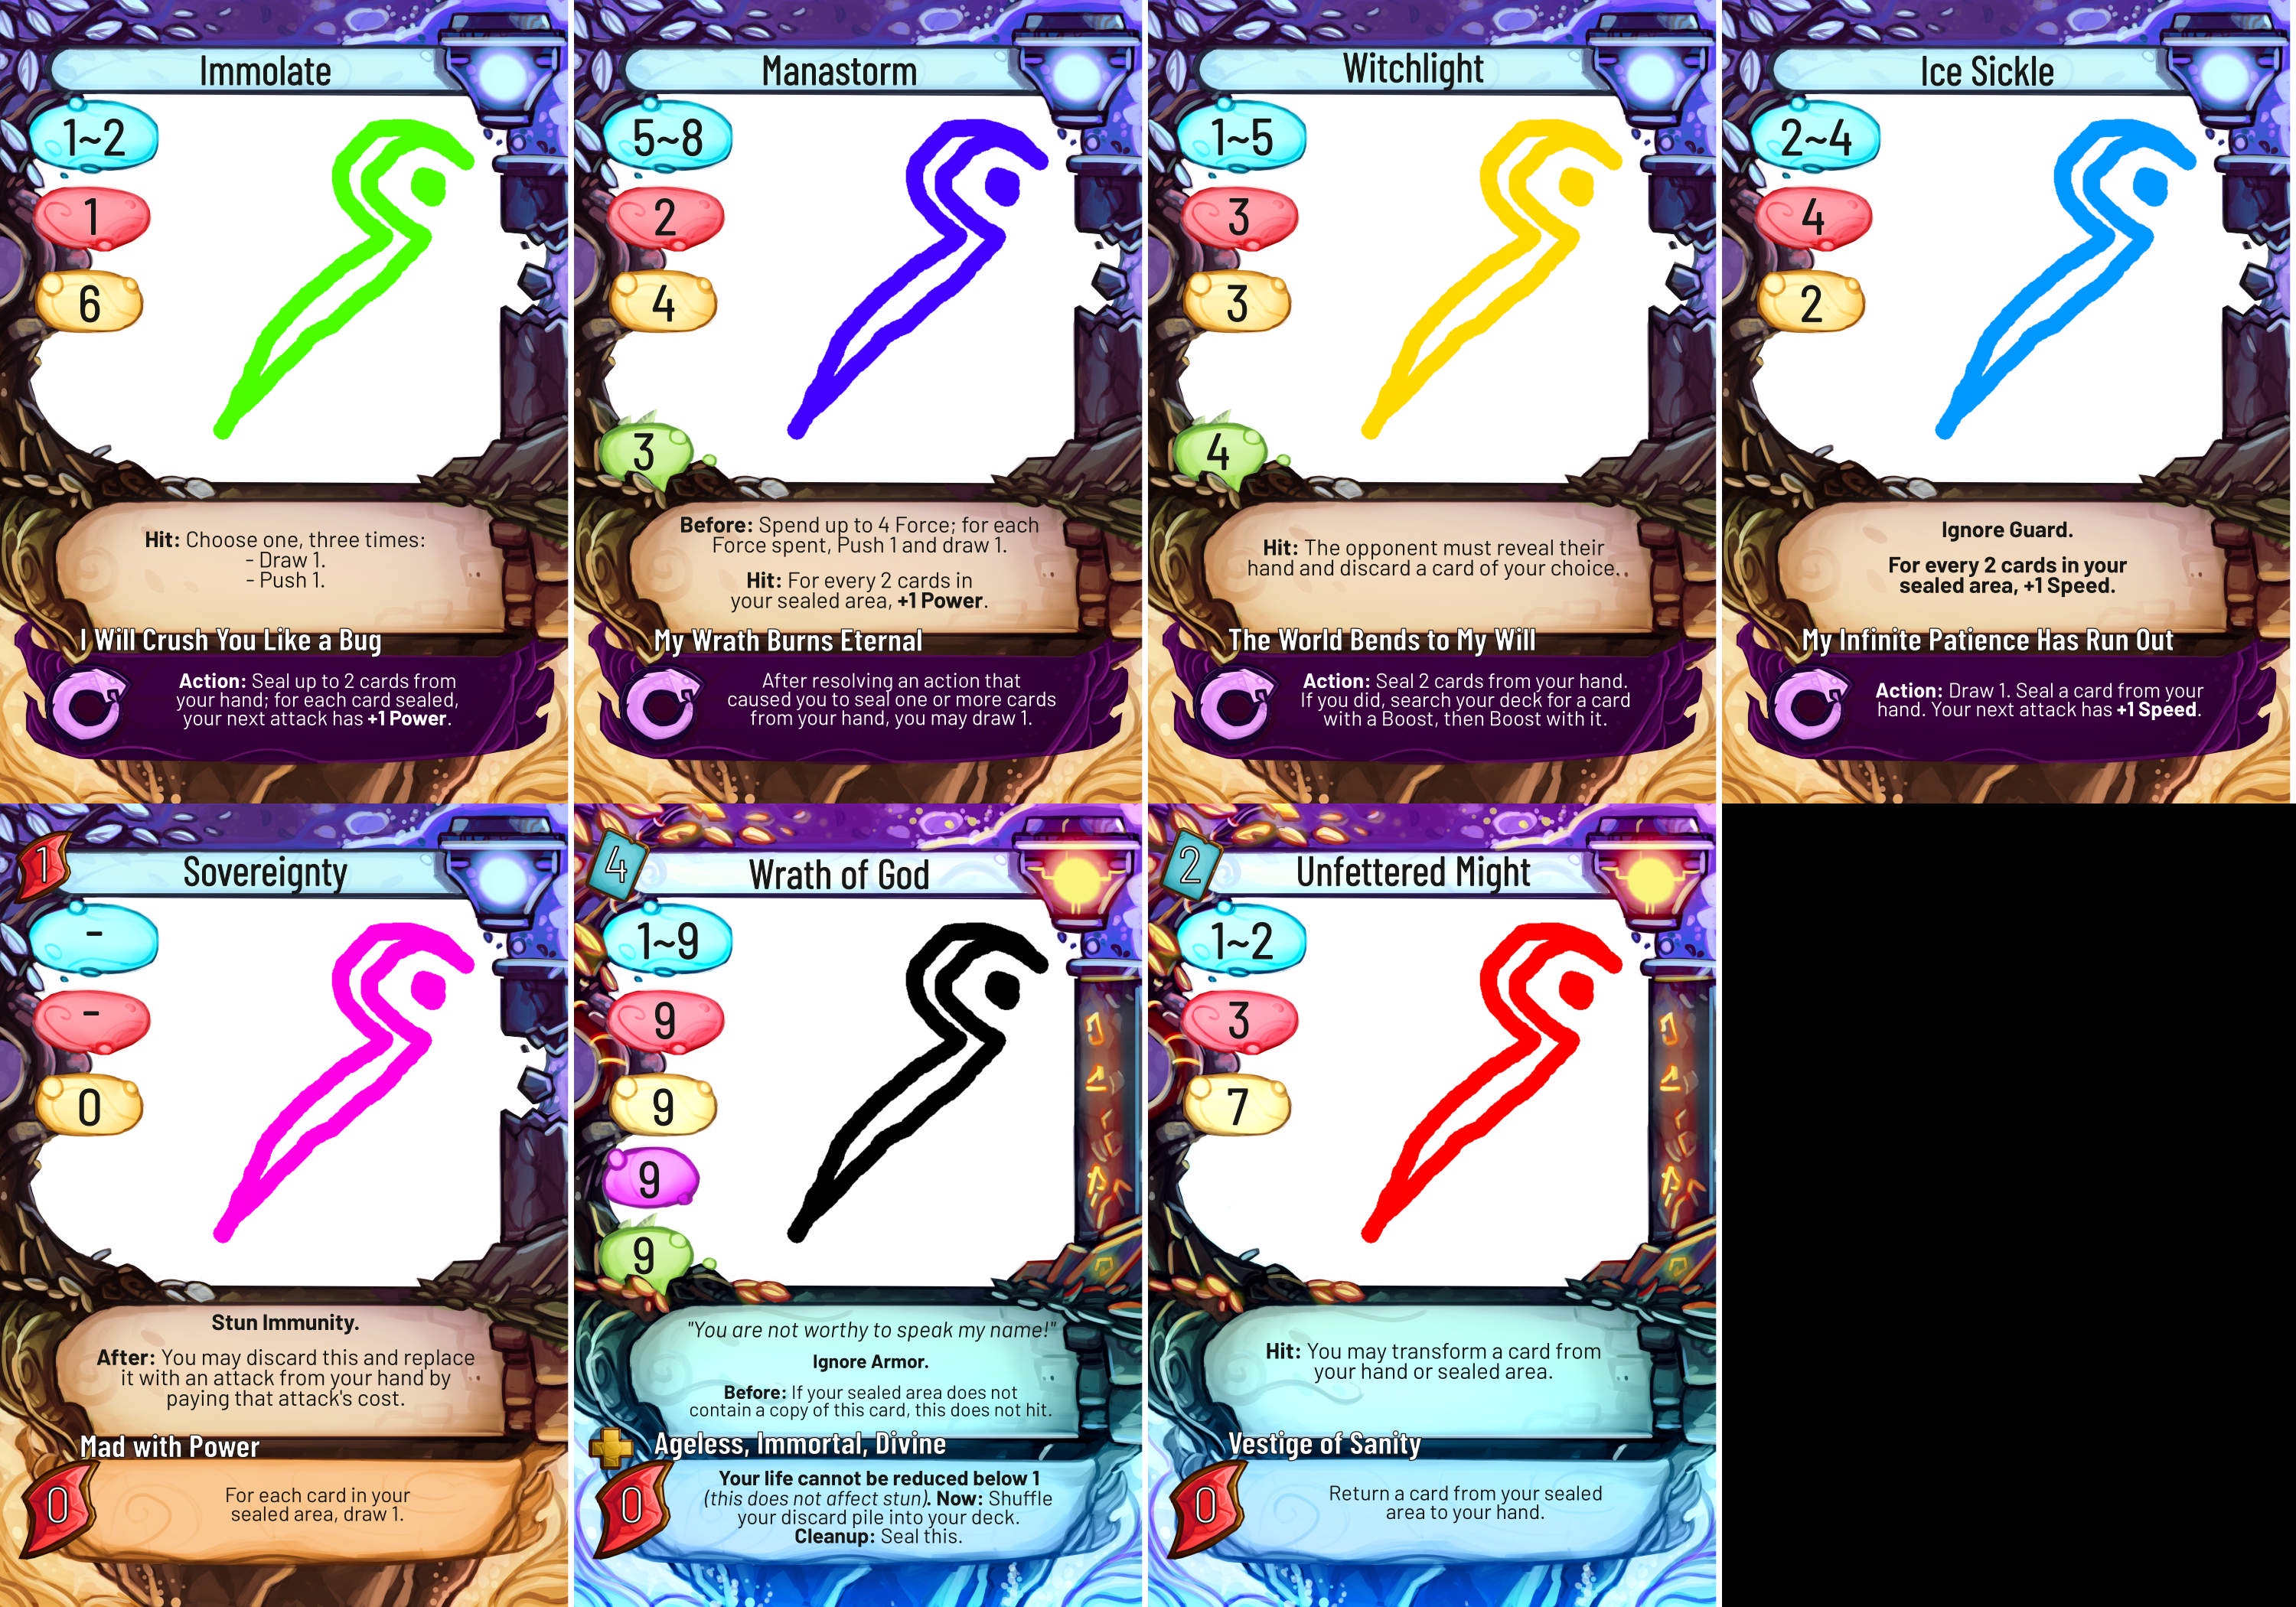 Immolate
1~2
1
6
Hit: Choose one, three times:
- Draw 1.
- Push 1.
I Will Crush You Like a Bug
Action: Seal up to 2 cards from
your hand; for each card sealed,
your next attack has +1 Power.
Manastorm
5~8
2
4
3
Before: Spend up to 4 Force; for each
Force spent, Push 1 and draw 1.
Hit: For every 2 cards in
your sealed area, +1 Power.
My Wrath Burns Eternal
After resolving an action that
caused you to seal one or more cards
from your hand, you may draw 1.
Witchlight
1~5
3
3
4
Hit: The opponent must reveal their
hand and discard a card of your choice.
The World Bends to My Will
Action: Seal 2 cards from your hand.
If you did, search your deck for a card
with a Boost, then Boost with it.
Ice Sickle
2~4
4
2
Ignore Guard.
For every 2 cards in your
sealed area, +1 Speed.
My Infinite Patience Has Run Out
Action: Draw 1. Seal a card from your
hand. Your next attack has +1 Speed.
1
Sovereignty
-
-
0
Stun Immunity.
After: You may discard this and replace
it with an attack from your hand by
paying that attack's cost.
Mad with Power
0
For each card in your
sealed area, draw 1.
4
Wrath of God
1~9
9
9
9
9
"You are not worthy to speak my name!"
Ignore Armor.
Before: If your sealed area does not
contain a copy of this card, this does not hit.
Ageless, Immortal, Divine
0
Your life cannot be reduced below 1
(this does not affect stun). Now: Shuffle
your discard pile into your deck.
Cleanup: Seal this.
2
Unfettered Might
1~2
3
7
Hit: You may transform a card from
your hand or sealed area.
Vestige of Sanity
0
Return a card from your sealed
area to your hand.